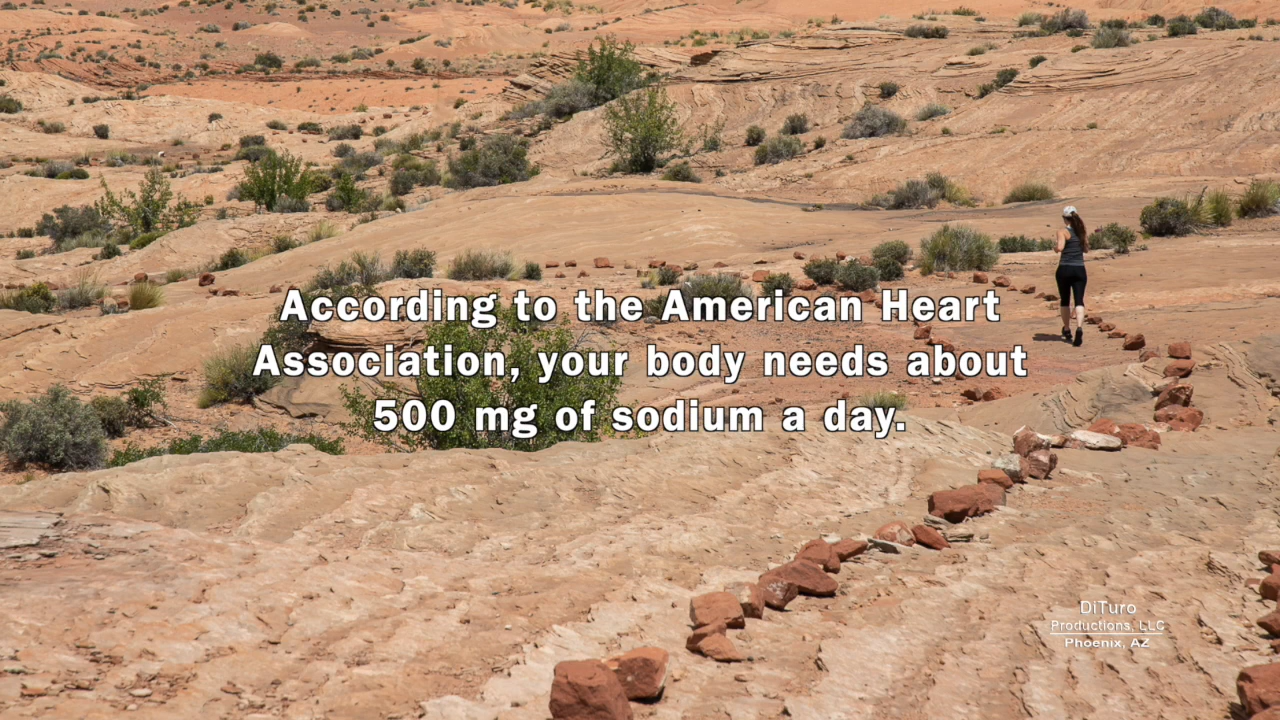 According to the American Heart
Association, your body needs about
500 mg of sodium a day.
DiTuro
Productions, LLC
Phoenix, AZ